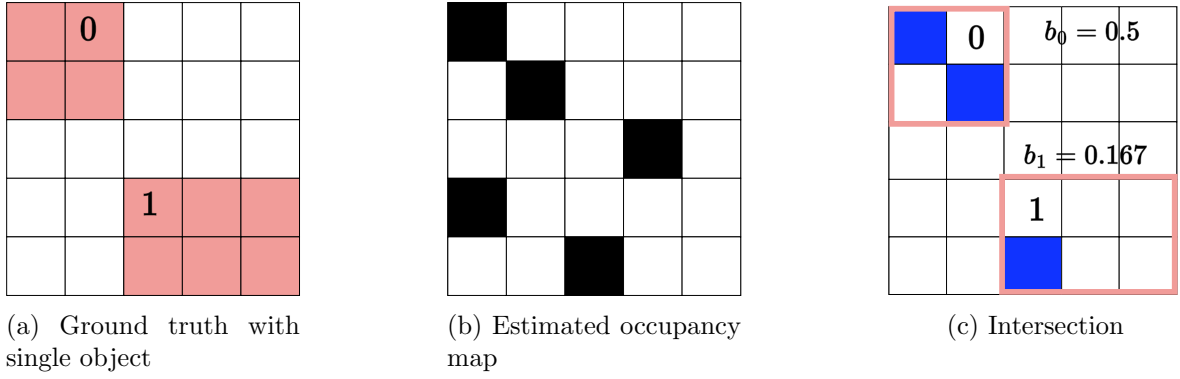 0
1
(a) Ground truth with
single object
(b) Estimated occupancy
map
0
b₀ = 0.5
b₁ = 0.167
1
(c) Intersection